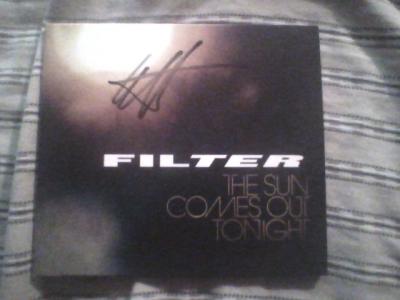 FILTER
THE SUN
COMES OUT
TONIGHT